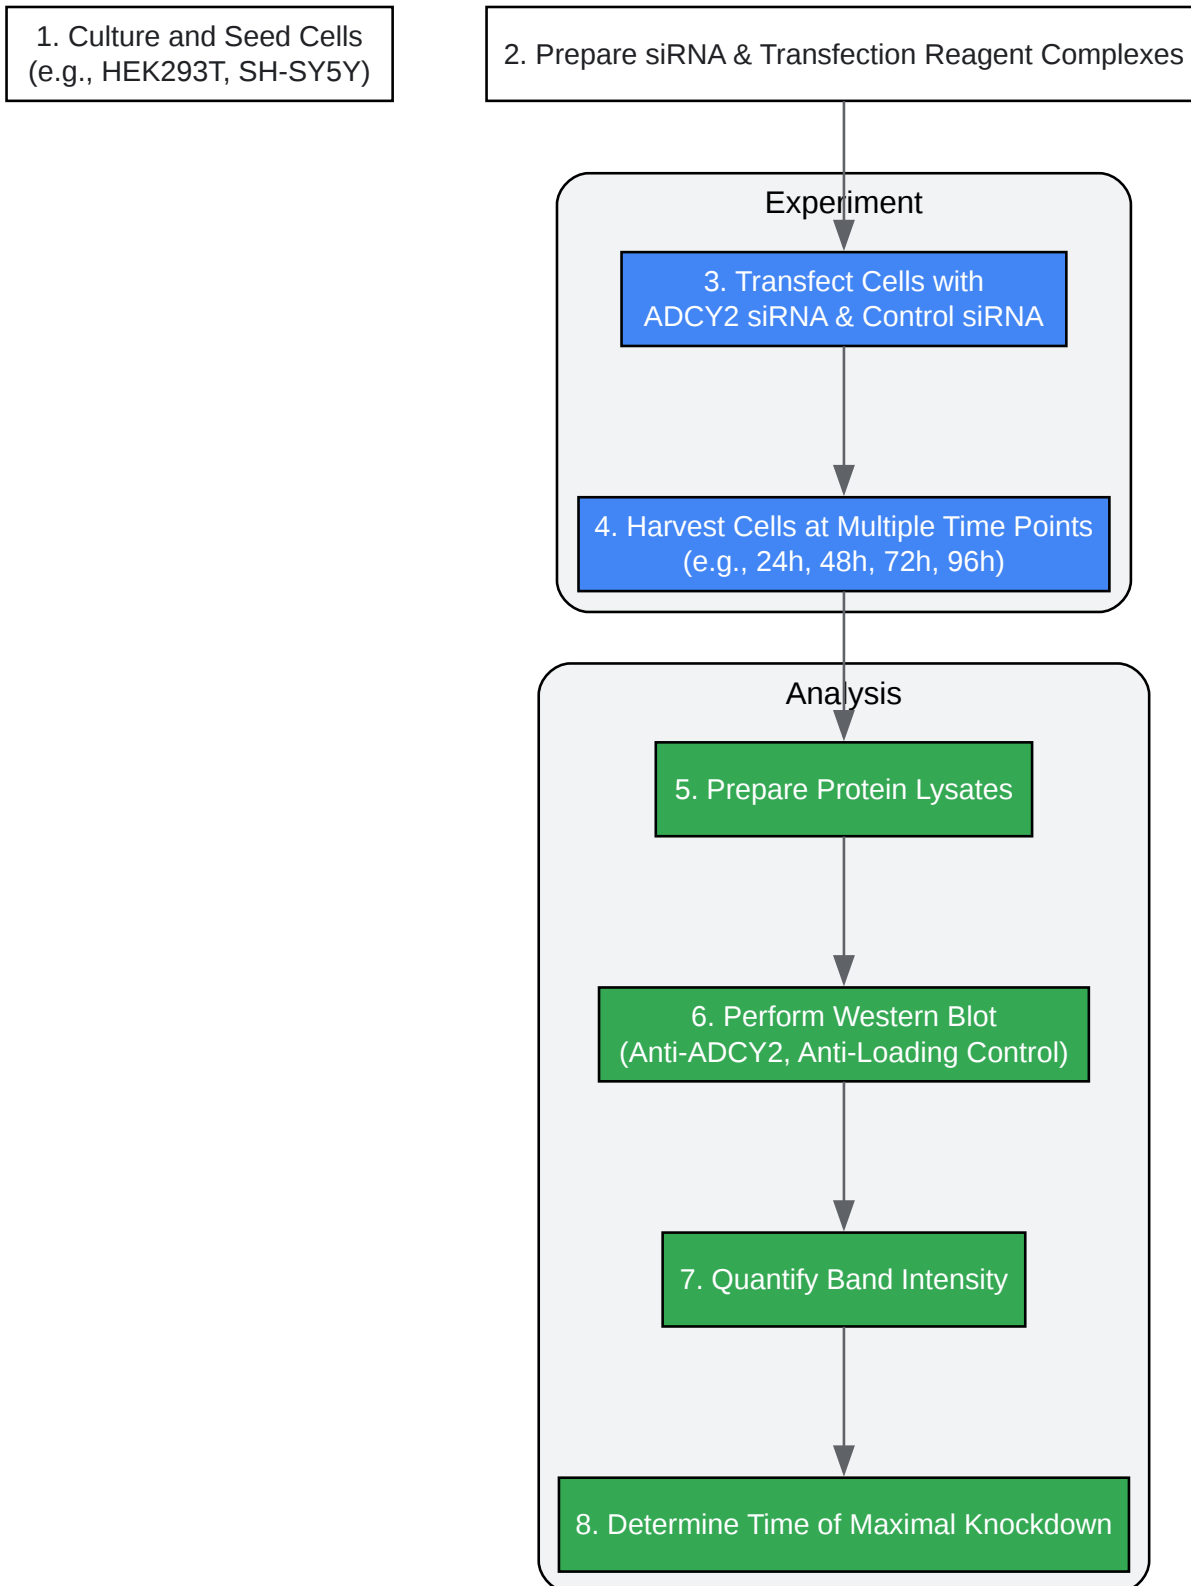 1. Culture and Seed Cells
(e.g., HEK293T, SH-SY5Y)
2. Prepare siRNA & Transfection Reagent Complexes
Experiment
3. Transfect Cells with
ADCY2 siRNA & Control siRNA
4. Harvest Cells at Multiple Time Points
(e.g., 24h, 48h, 72h, 96h)
Analysis
5. Prepare Protein Lysates
6. Perform Western Blot
(Anti-ADCY2, Anti-Loading Control)
7. Quantify Band Intensity
8. Determine Time of Maximal Knockdown